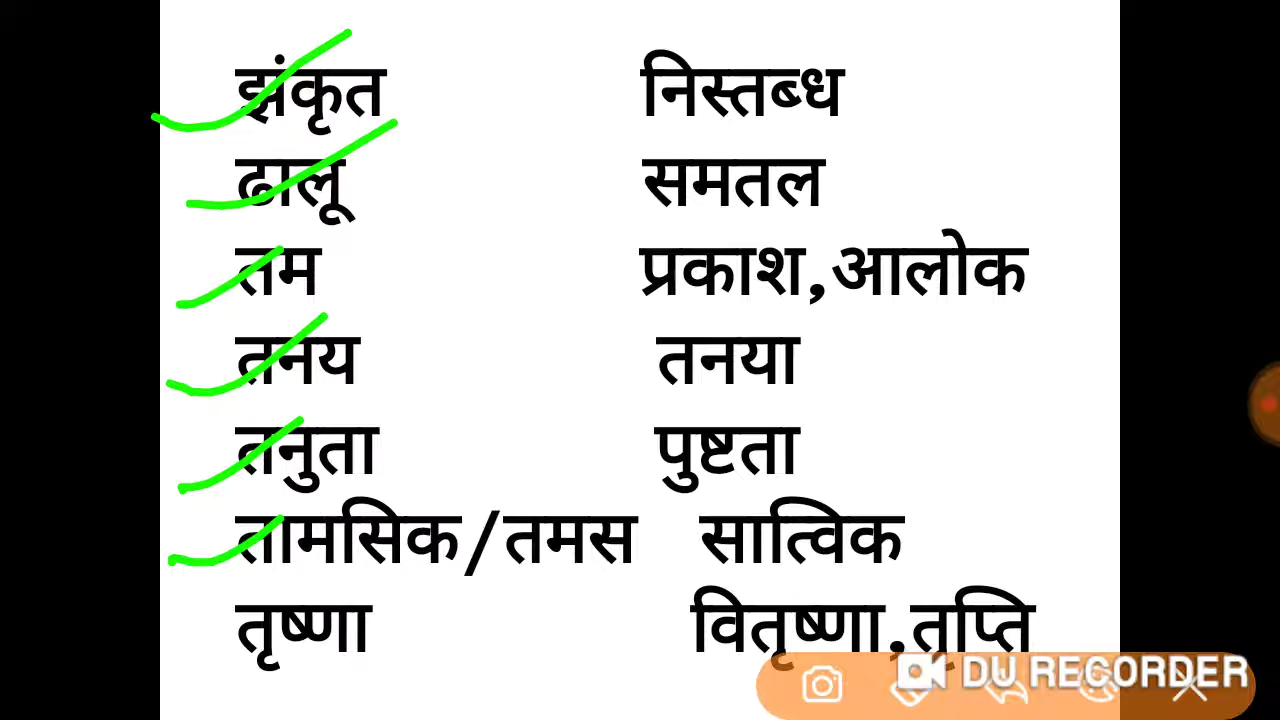 झंकृत निस्तब्ध
ढालू समतल
तम प्रकाश,आलोक
तनय तनया
तनुता पुष्टता
तामसिक/तमस सात्विक
तृष्णा वितृष्णा,तृप्ति
DU RECORDER